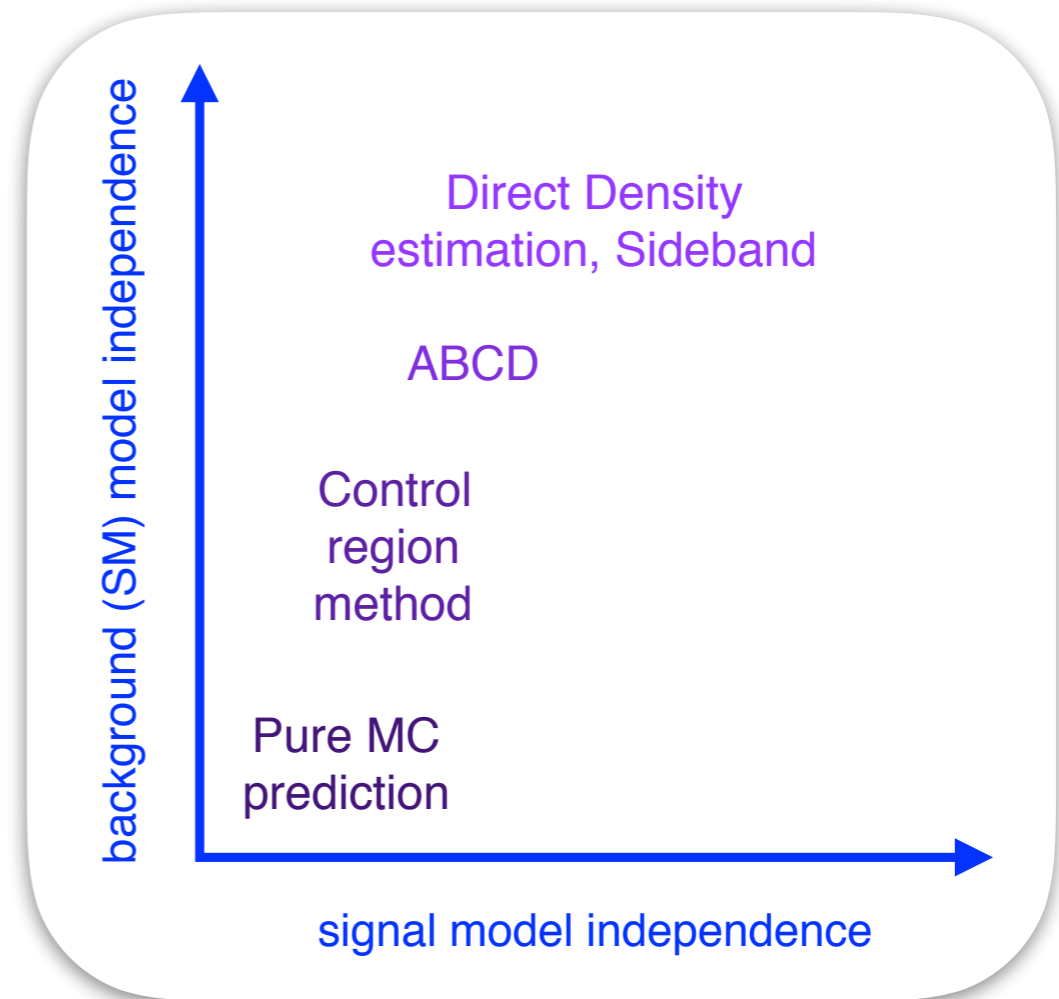 background (SM) model independence
Direct Density
estimation, Sideband
ABCD
Control
region
method
Pure MC
prediction
signal model independence